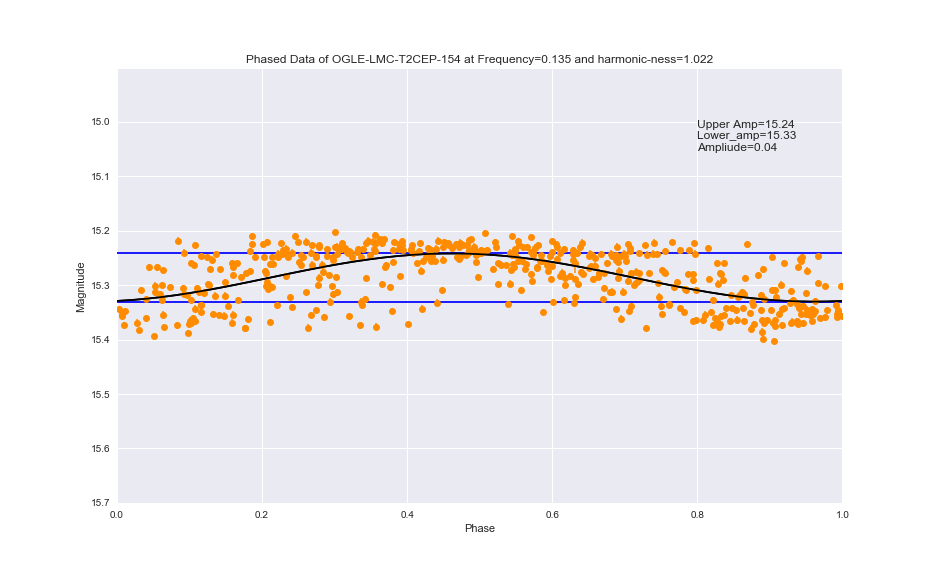 Phased Data of OGLE-LMC-T2CEP-154 at Frequency=0.135 and harmonic-ness=1.022
Upper Amp=15.24
Lower_amp=15.33
Ampliude=0.04
Magnitude
15.0
15.1
15.2
15.3
15.4
15.5
15.6
15.7
0.0
0.2
0.4
0.6
0.8
1.0
Phase